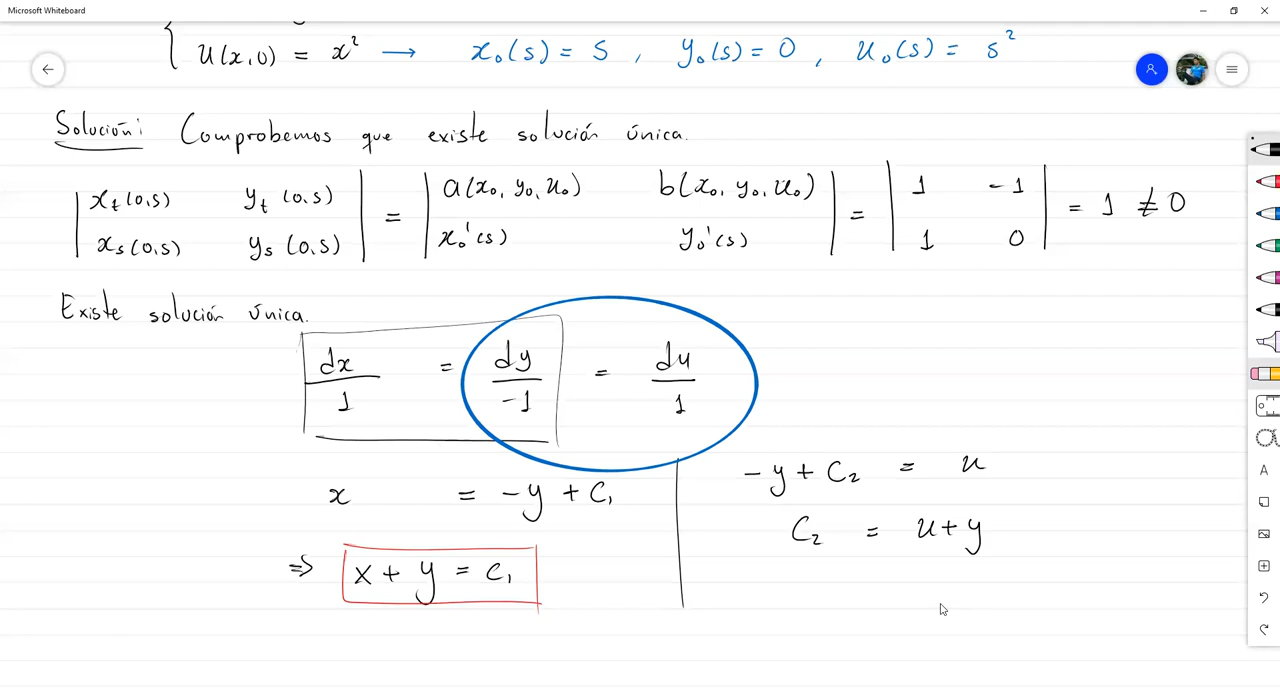 Microsoft Whiteboard
U(x,0) = x² → x₀(s) = s , y₀(s) = 0 , u₀(s) = s²
Solución: Comprobemos que existe solución única.
| xₜ(0,s) yₜ(0,s) | = | a(x₀, y₀, u₀) b(x₀, y₀, u₀) | = | 1 -1 | = 1 ≠ 0
| xₛ(0,s) yₛ(0,s) | | x₀'(s) y₀'(s) | | 1 0 |
Existe solución única.
dx/1 = dy/-1 = du/1
x = -y + C₁
-y + C₂ = u
C₂ = u + y
⇒ x + y = C₁
A